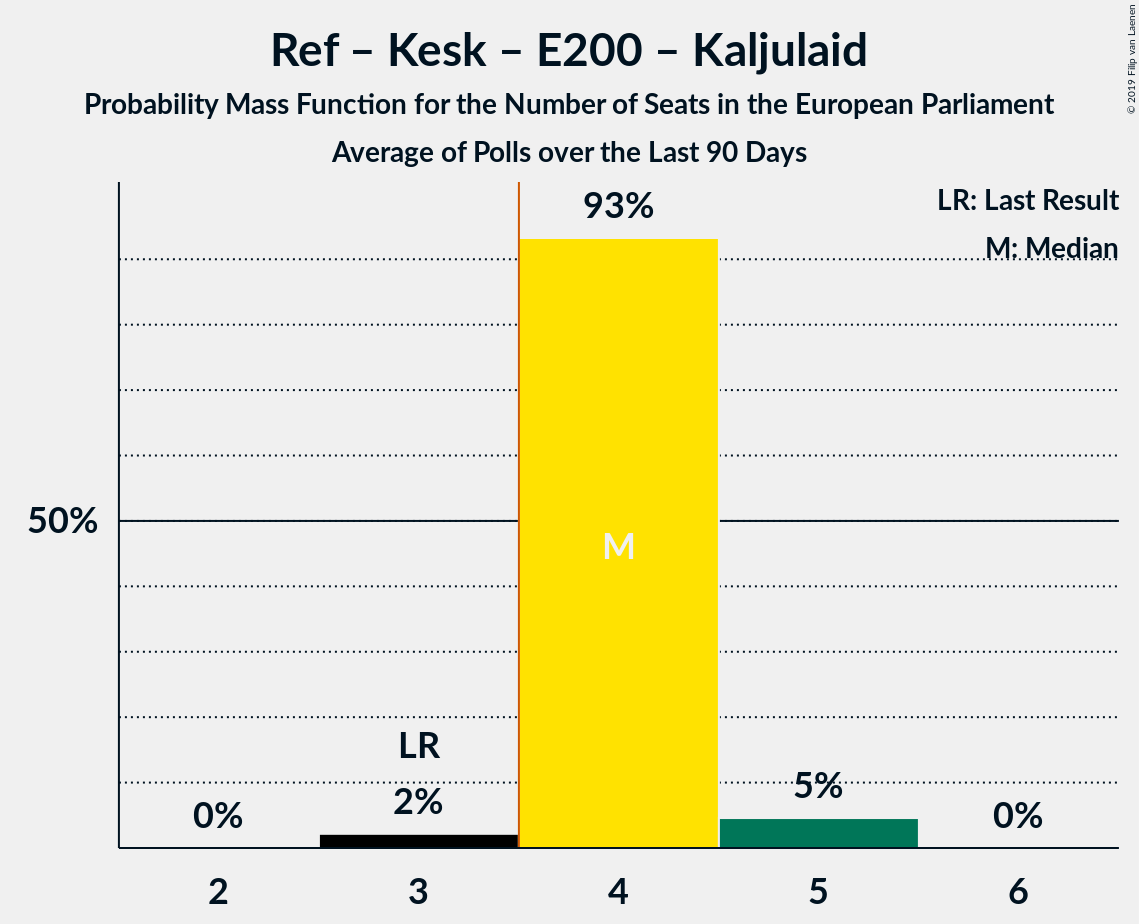 Ref – Kesk – E200 – Kaljulaid
Probability Mass Function for the Number of Seats in the European Parliament
Average of Polls over the Last 90 Days
© 2019 Filip van Laenen
LR: Last Result
M: Median
93%
50%
M
LR
0%
2%
5%
0%
2
3
4
5
6